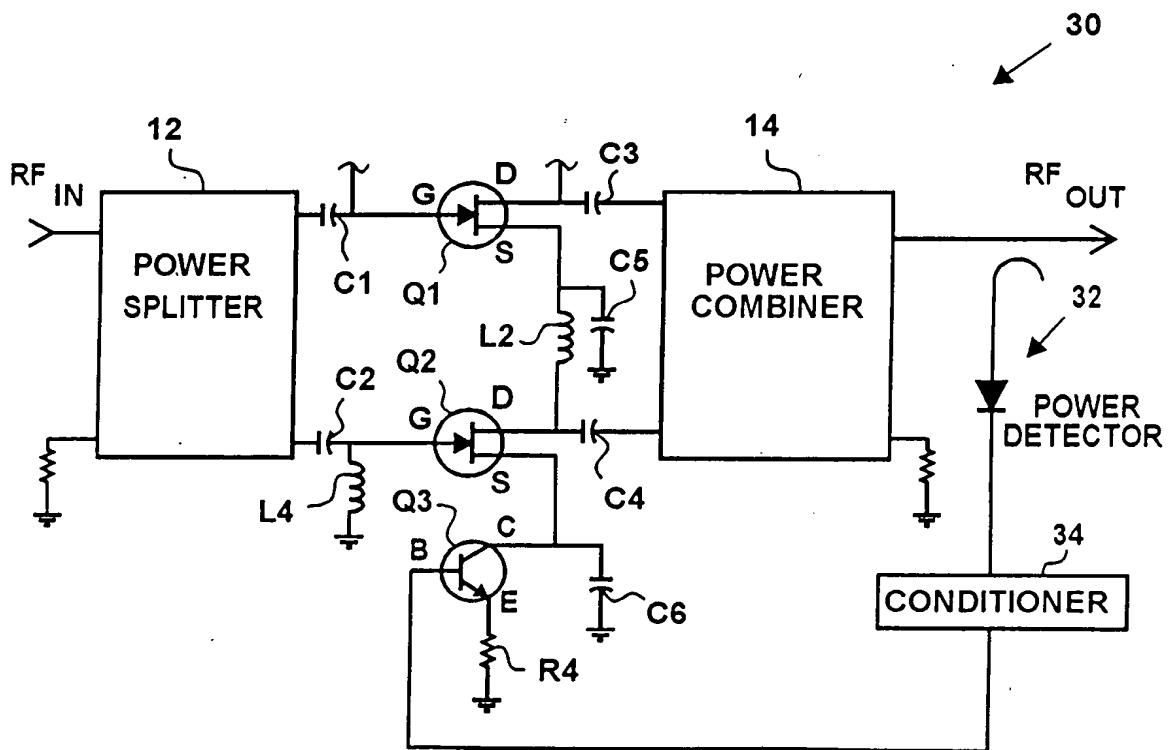 30
12
14
RF IN
POWER SPLITTER
C1
G
D
S
Q1
C3
C5
L2
POWER COMBINER
RF OUT
32
POWER DETECTOR
C2
Q2
G
D
S
C4
L4
Q3
B
C
E
C6
R4
34
CONDITIONER